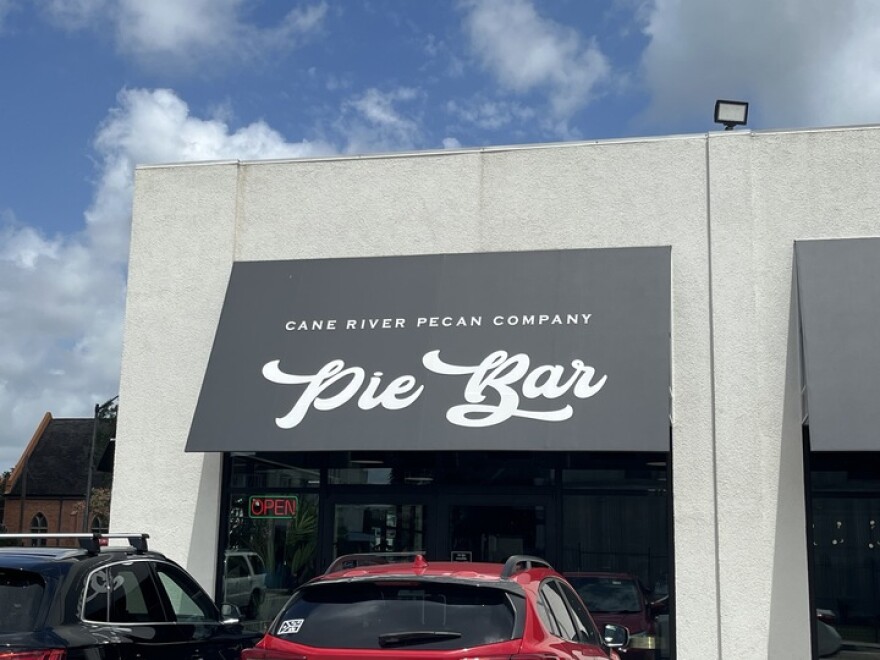 CANE RIVER PECAN COMPANY
Pie Bar
OPEN